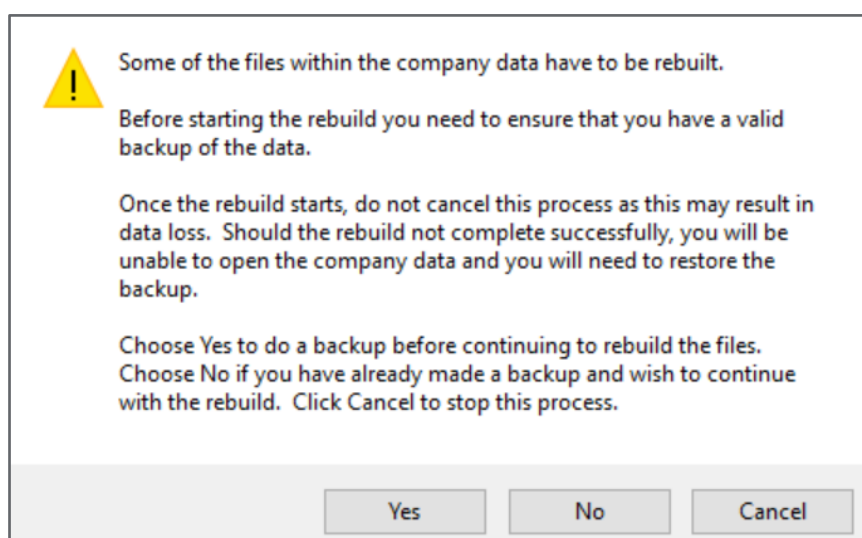 Some of the files within the company data have to be rebuilt.
Before starting the rebuild you need to ensure that you have a valid
backup of the data.
Once the rebuild starts, do not cancel this process as this may result in
data loss.  Should the rebuild not complete successfully, you will be
unable to open the company data and you will need to restore the
backup.
Choose Yes to do a backup before continuing to rebuild the files.
Choose No if you have already made a backup and wish to continue
with the rebuild.  Click Cancel to stop this process.
Yes
No
Cancel